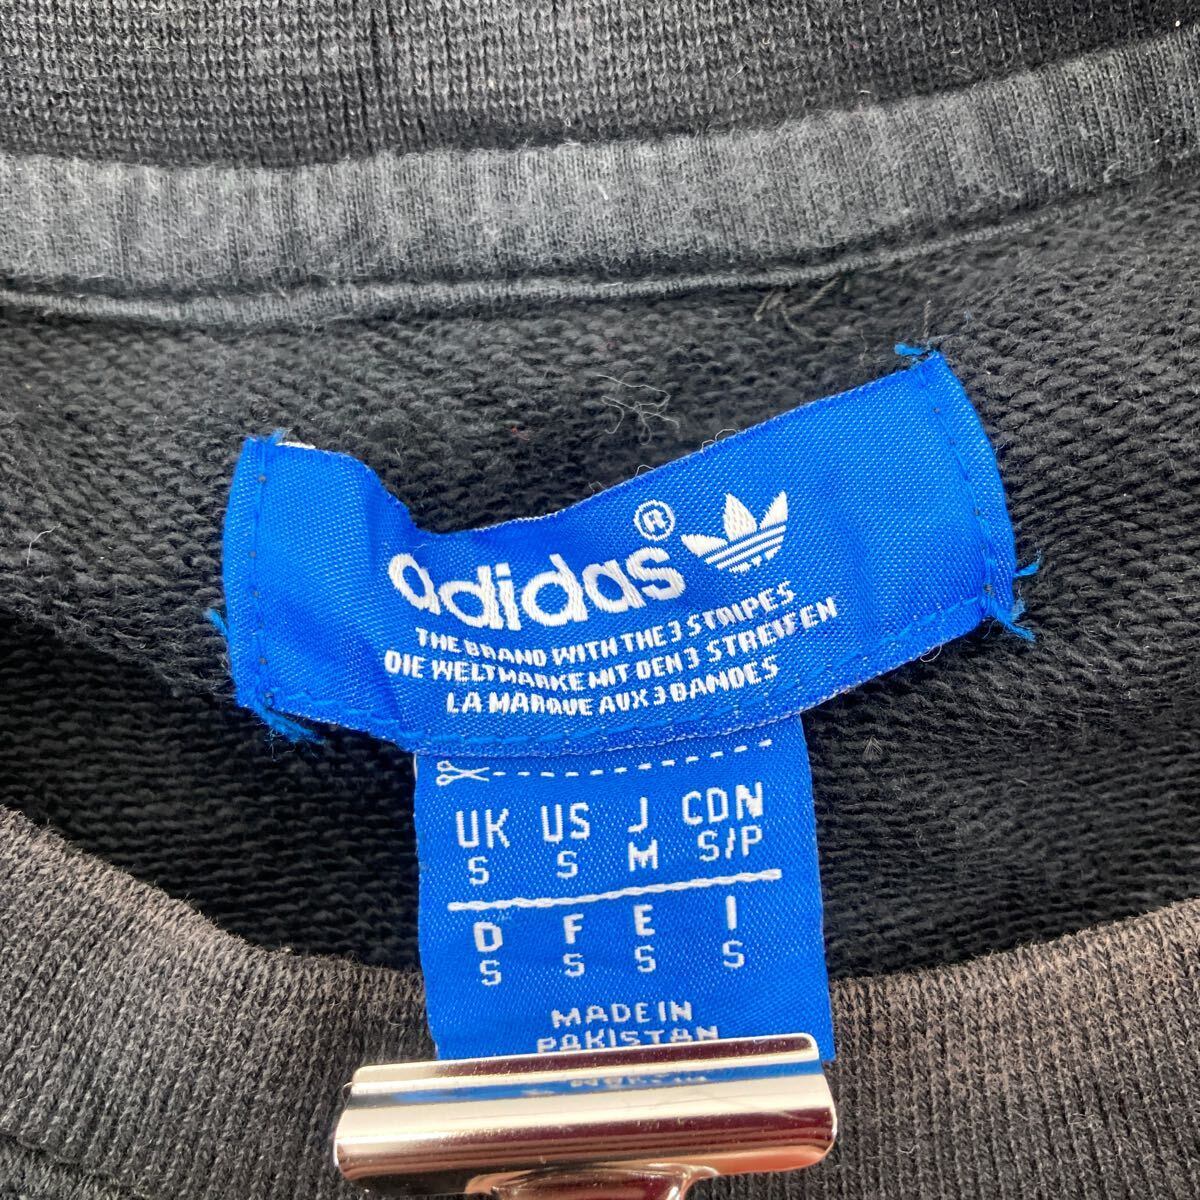 adidas®
THE BRAND WITH THE 3 STRIPES
DIE WELTMARKE MIT DEN 3 STREIFEN
LA MARQUE AUX 3 BANDES
UK US J CDN
S S M S/P
D F E I
S S S S
MADE IN
PAKISTAN